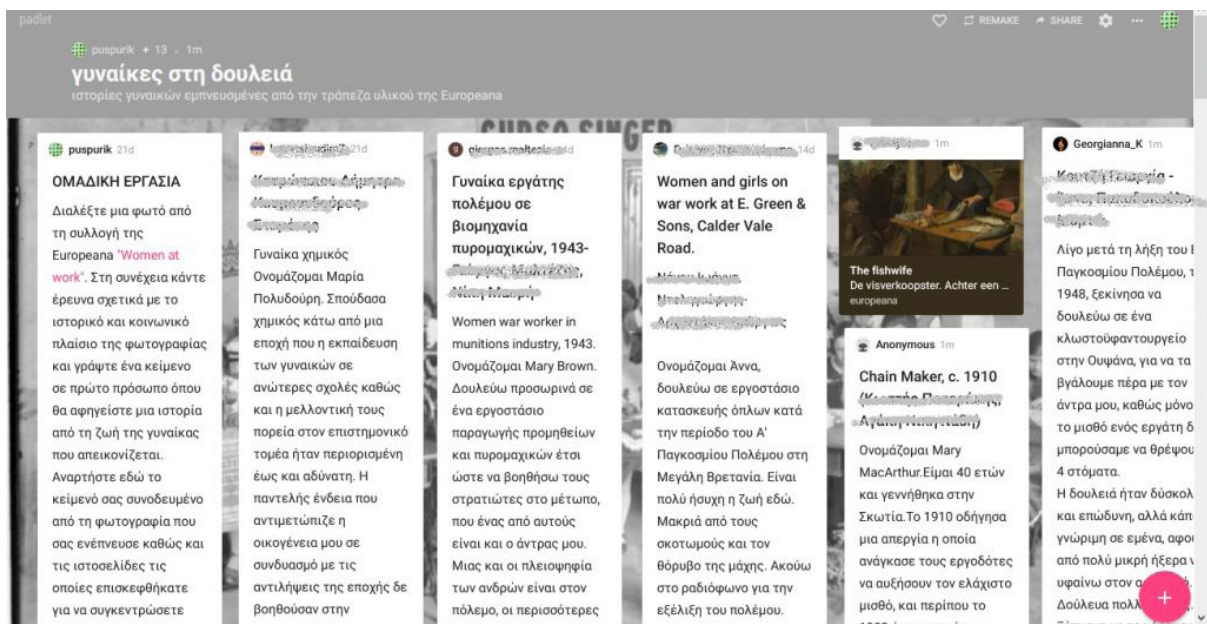 padlet
REMAKE
SHARE
puspurik + 13 . 1m
γυναίκες στη δουλειά
ιστορίες γυναικών εμπνευσμένες από την τράπεζα υλικού της Europeana
CURSO SINGER
puspurik 21d
ΟΜΑΔΙΚΗ ΕΡΓΑΣΙΑ
Διαλέξτε μια φωτό από
τη συλλογή της
Europeana "Women at
work". Στη συνέχεια κάντε
έρευνα σχετικά με το
ιστορικό και κοινωνικό
πλαίσιο της φωτογραφίας
και γράψτε ένα κείμενο
σε πρώτο πρόσωπο όπου
θα αφηγείστε μια ιστορία
από τη ζωή της γυναίκας
που απεικονίζεται.
Αναρτήστε εδώ το
κείμενό σας συνοδευμένο
από τη φωτογραφία που
σας ενέπνευσε καθώς και
τις ιστοσελίδες τις
οποίες επισκεφθήκατε
για να συγκεντρώσετε
21d
Γυναίκα χημικός
Ονομάζομαι Μαρία
Πολυδούρη. Σπούδασα
χημικός κάτω από μια
εποχή που η εκπαίδευση
των γυναικών σε
ανώτερες σχολές καθώς
και η μελλοντική τους
πορεία στον επιστημονικό
τομέα ήταν περιορισμένη
έως και αδύνατη. Η
παντελής ένδεια που
αντιμετώπιζε η
οικογένεια μου σε
συνδυασμό με τις
αντιλήψεις της εποχής δε
βοηθούσαν στην
Γυναίκα εργάτης
πολέμου σε
βιομηχανία
πυρομαχικών, 1943-
Women war worker in
munitions industry, 1943.
Ονομάζομαι Mary Brown.
Δουλεύω προσωρινά σε
ένα εργοστάσιο
παραγωγής προμηθείων
και πυρομαχικών έτσι
ώστε να βοηθήσω τους
στρατιώτες στο μέτωπο,
που ένας από αυτούς
είναι και ο άντρας μου.
Μιας και οι πλειοψηφία
των ανδρών είναι στον
πόλεμο, οι περισσότερες
14d
Women and girls on
war work at E. Green &
Sons, Calder Vale
Road.
Ονομάζομαι Άννα,
δουλεύω σε εργοστάσιο
κατασκευής όπλων κατά
την περίοδο του Α'
Παγκοσμίου Πολέμου στη
Μεγάλη Βρετανία. Είναι
πολύ ήσυχη η ζωή εδώ.
Μακριά από τους
σκοτωμούς και τον
θόρυβο της μάχης. Ακούω
στο ραδιόφωνο για την
εξέλιξη του πολέμου.
1m
The fishwife
De visverkoopster. Achter een ...
europeana
Anonymous 1m
Chain Maker, c. 1910
Ονομάζομαι Mary
MacArthur.Είμαι 40 ετών
και γεννήθηκα στην
Σκωτία.Το 1910 οδήγησα
μια απεργία η οποία
ανάγκασε τους εργοδότες
να αυξήσουν τον ελάχιστο
μισθό, και περίπου το
Georgianna_K 1m
Λίγο μετά τη λήξη του
Παγκοσμίου Πολέμου,
1948, ξεκίνησα να
δουλεύω σε ένα
κλωστοϋφαντουργείο
στην Ουψάνα, για να τα
βγάλουμε πέρα με τον
άντρα μου, καθώς μόνο
το μισθό ενός εργάτη
μπορούσαμε να θρέψου
4 στόματα.
Η δουλειά ήταν δύσκολ
και επώδυνη, αλλά κάπ
γνώριμη σε εμένα, αφο
από πολύ μικρή ήξερα
υφαίνω στον
Δούλευα πολλ